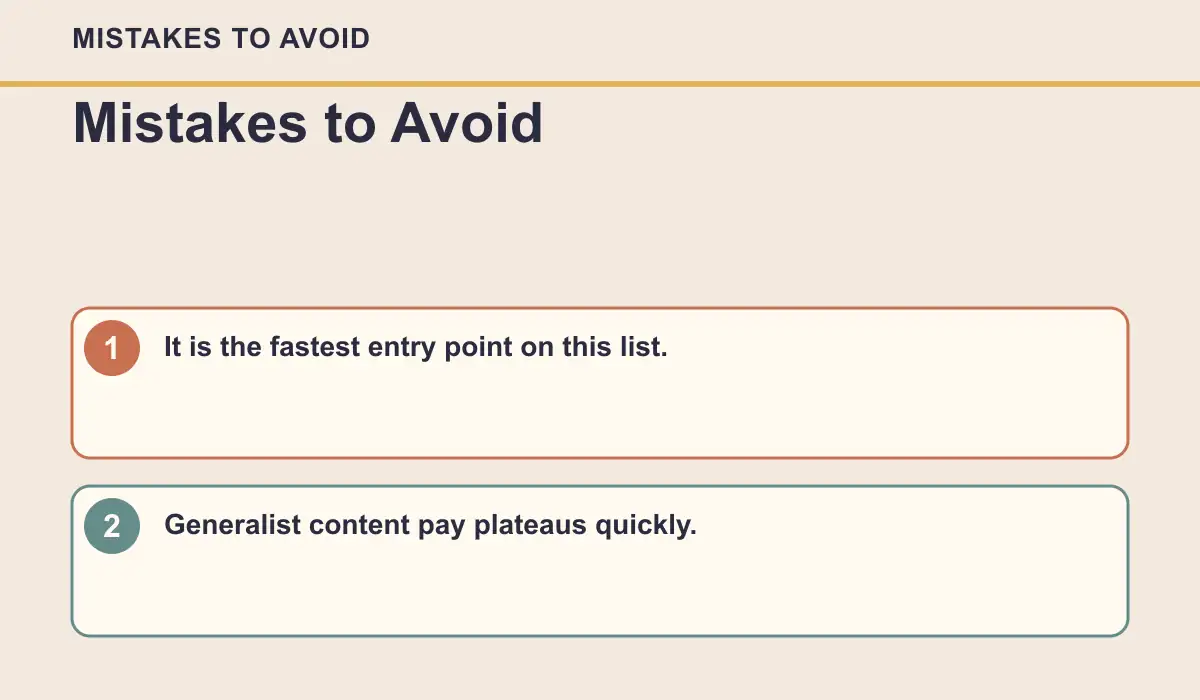 MISTAKES TO AVOID
Mistakes to Avoid
1
It is the fastest entry point on this list.
2
Generalist content pay plateaus quickly.